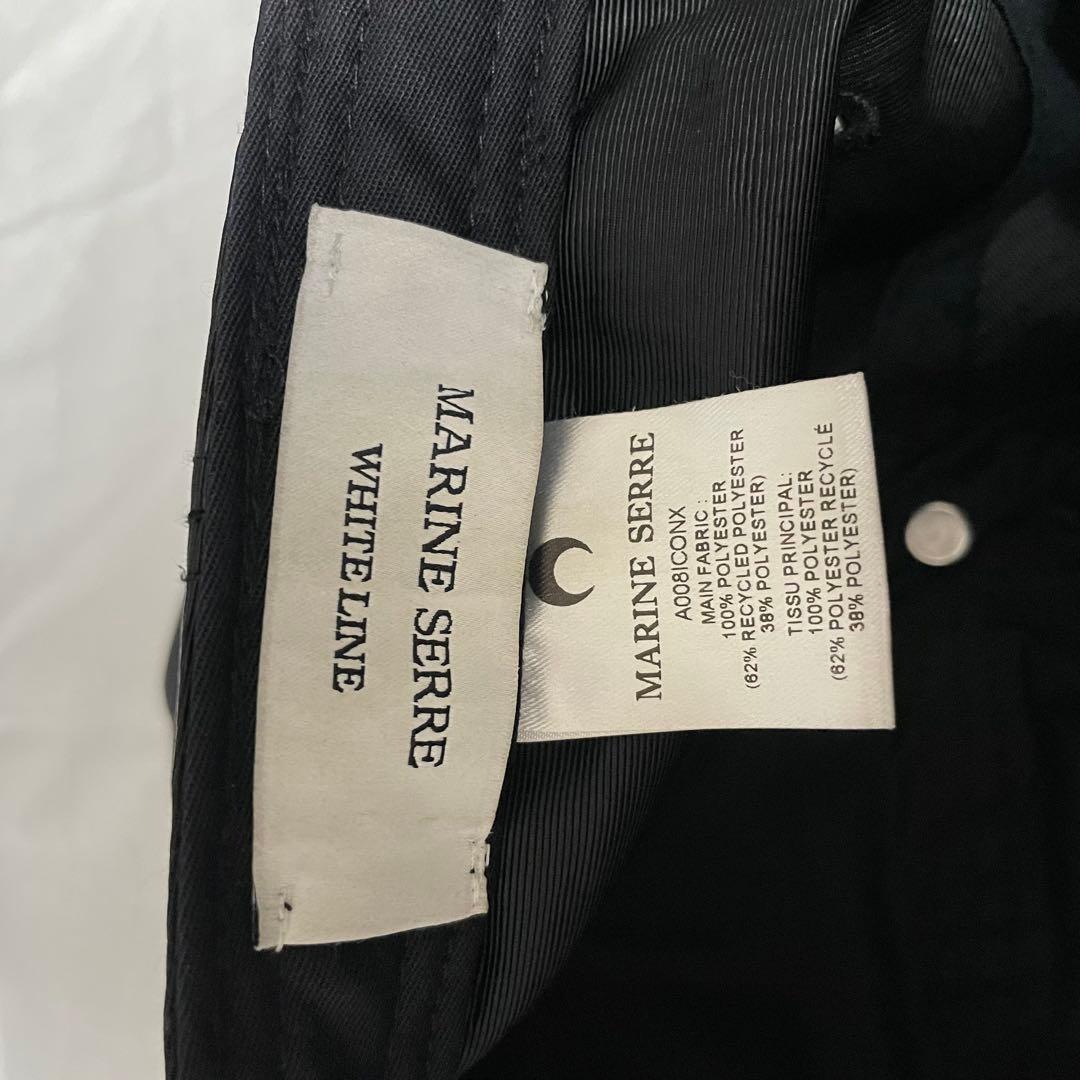 MARINE SERRE
WHITE LINE
MARINE SERRE
A008ICONX
MAIN FABRIC:
100% POLYESTER
(62% RECYCLED POLYESTER
38% POLYESTER)
TISSU PRINCIPAL:
100% POLYESTER
(62% POLYESTER RECYCLÉ
38% POLYESTER)